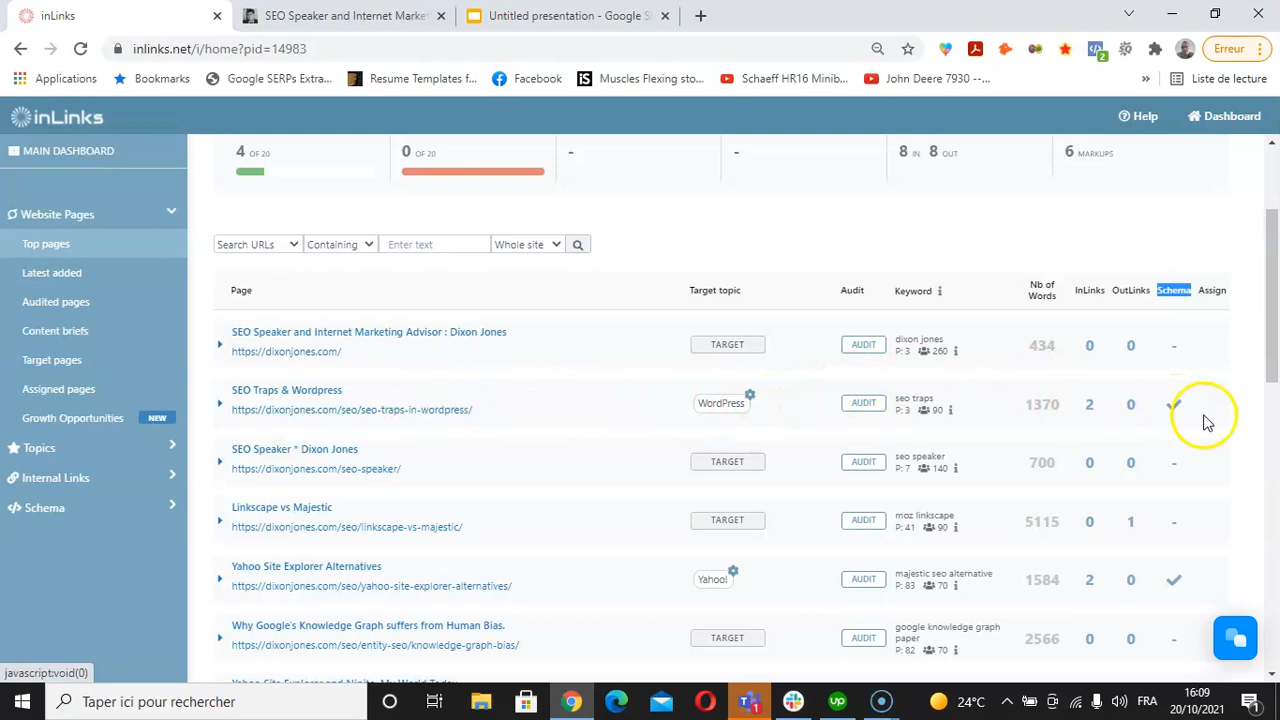 inLinks
SEO Speaker and Internet Marke
Untitled presentation - Google S
inlinks.net/i/home?pid=14983
2
Erreur
Applications
Bookmarks
Google SERPs Extra...
Resume Templates f...
Facebook
iS
Muscles Flexing sto...
Schaeff HR16 Minib...
John Deere 7930 –...
»
Liste de lecture
inLinks
Help
Dashboard
MAIN DASHBOARD
Website Pages
Top pages
Latest added
Audited pages
Content briefs
Target pages
Assigned pages
Growth Opportunities NEW
Topics
Internal Links
Schema
4 OF 20
0 OF 20
-
-
8 IN 8 OUT
6 MARKUPS
Search URLs
Containing
Enter text
Whole site
Page
Target topic
Audit
Keyword
Nb of
Words
InLinks
OutLinks
Schema
Assign
SEO Speaker and Internet Marketing Advisor : Dixon Jones
https://dixonjones.com/
TARGET
AUDIT
dixon jones
P: 3 260
434
0
0
-
SEO Traps & Wordpress
https://dixonjones.com/seo/seo-traps-in-wordpress/
WordPress
AUDIT
seo traps
P: 3 90
1370
2
0
SEO Speaker * Dixon Jones
https://dixonjones.com/seo-speaker/
TARGET
AUDIT
seo speaker
P: 7 140
700
0
0
-
Linkscape vs Majestic
https://dixonjones.com/seo/linkscape-vs-majestic/
TARGET
AUDIT
moz linkscape
P: 41 90
5115
0
1
-
Yahoo Site Explorer Alternatives
https://dixonjones.com/seo/yahoo-site-explorer-alternatives/
Yahoo!
AUDIT
majestic seo alternative
P: 83 70
1584
2
0
Why Google's Knowledge Graph suffers from Human Bias.
https://dixonjones.com/entity-seo/knowledge-graph-bias/
TARGET
AUDIT
google knowledge graph
paper
P: 82 70
2566
0
0
-
javascript:void(0)
Taper ici pour rechercher
1
24°C
FRA
16:09
20/10/2021
1